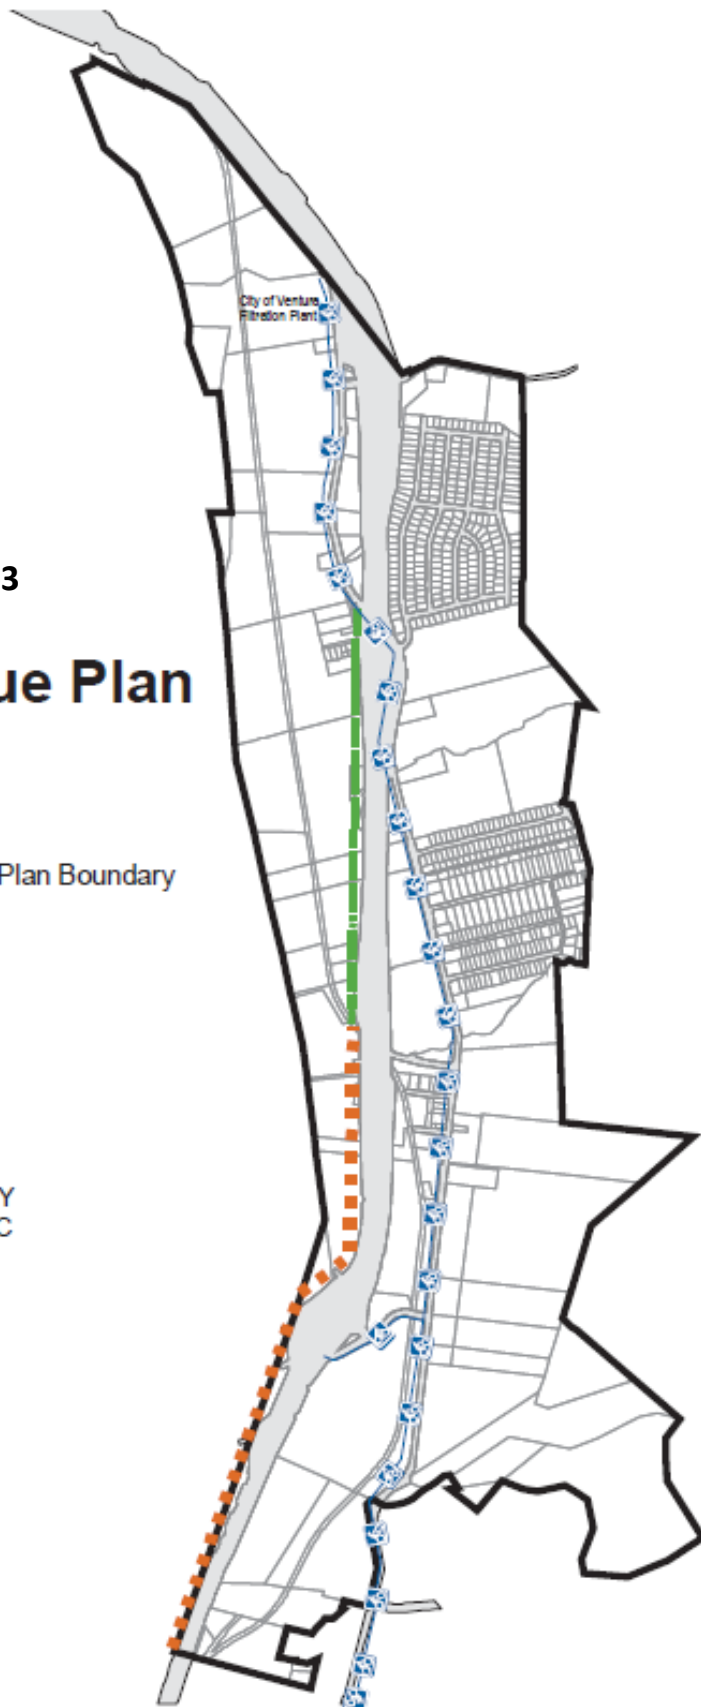 City of Ventura
Filtration Plant
3
ue Plan
Plan Boundary
Y
C